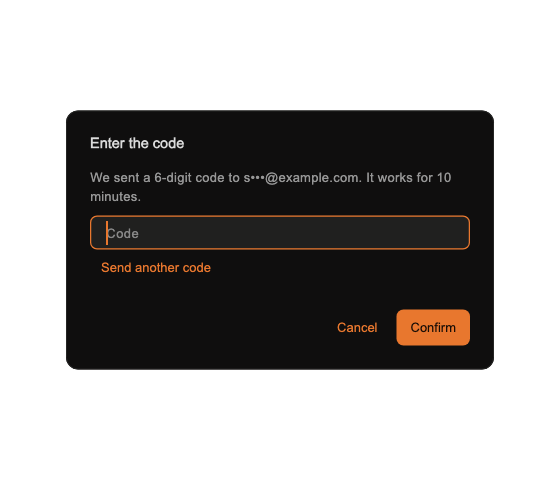 Enter the code
We sent a 6-digit code to s•••@example.com. It works for 10
minutes.
Code
Send another code
Cancel
Confirm